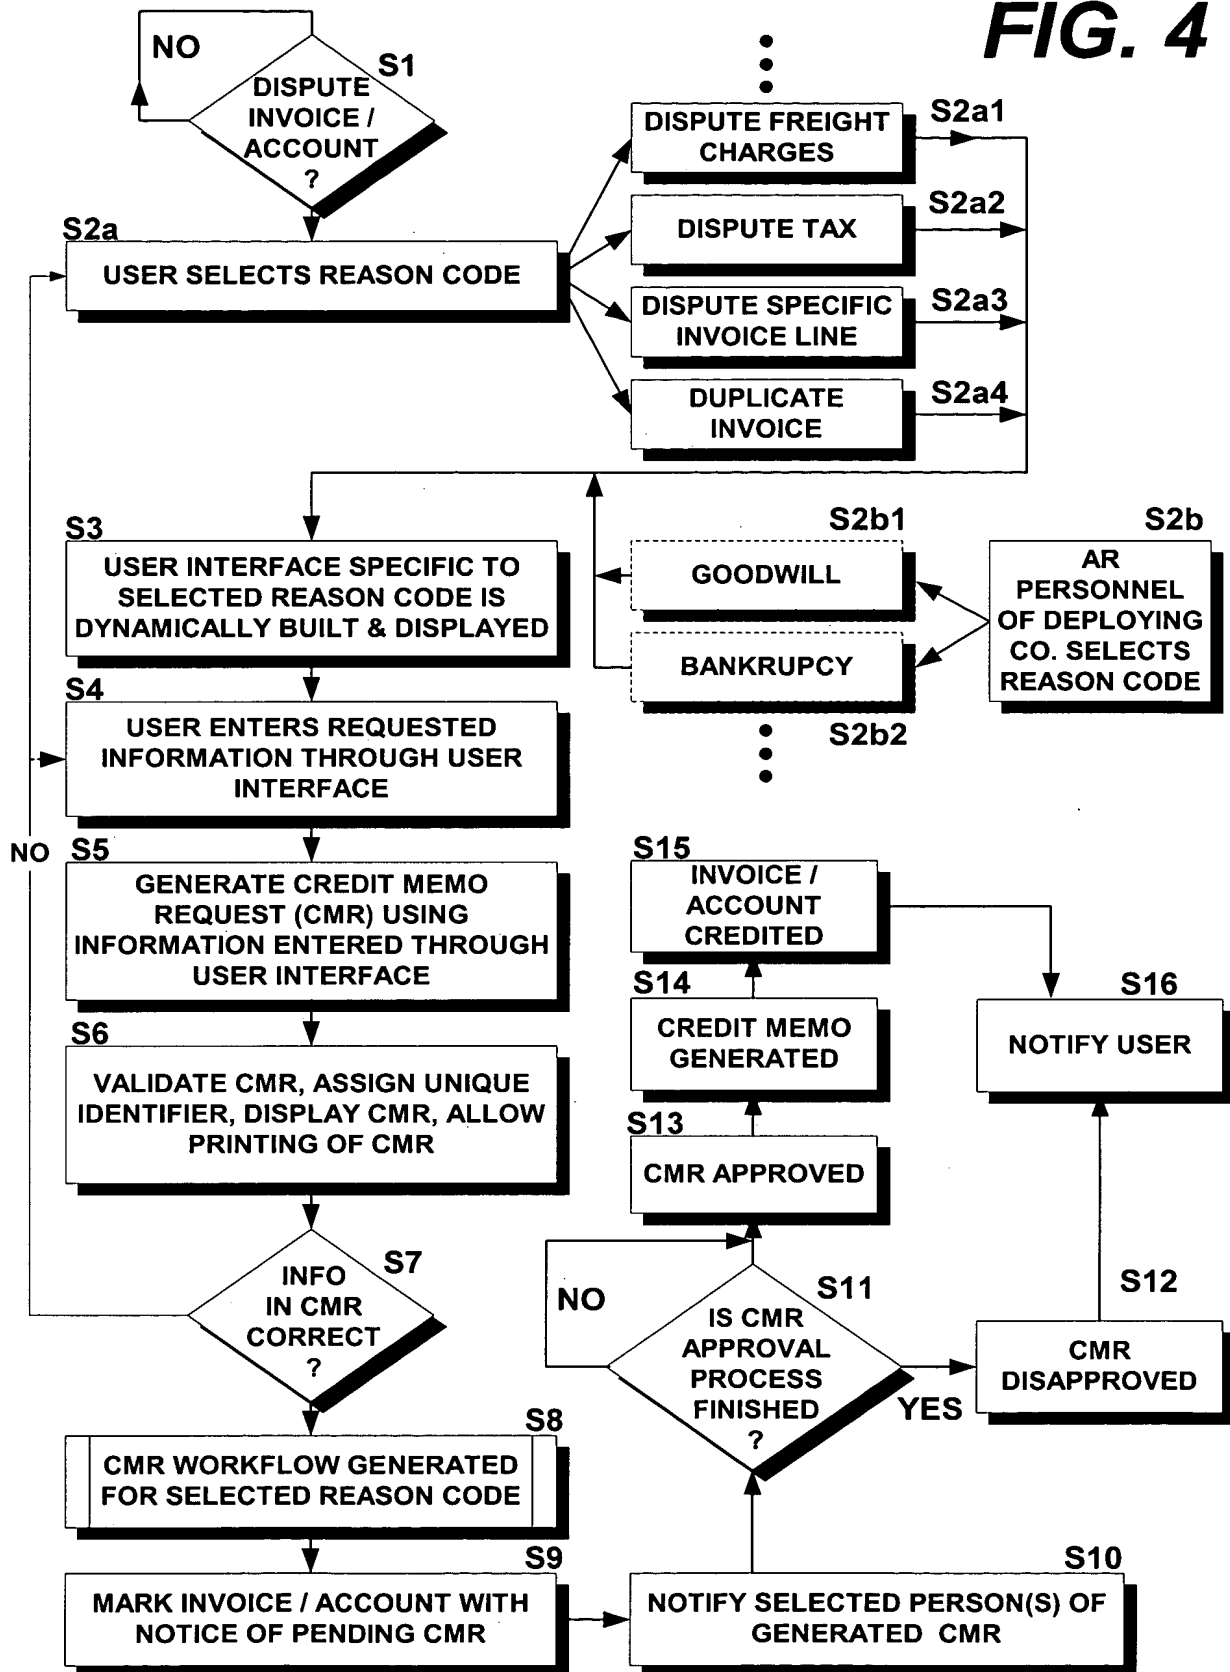 FIG. 4
NO
S1
DISPUTE
INVOICE /
ACCOUNT
?
S2a
USER SELECTS REASON CODE
DISPUTE FREIGHT
CHARGES
S2a1
DISPUTE TAX
S2a2
DISPUTE SPECIFIC
INVOICE LINE
S2a3
DUPLICATE
INVOICE
S2a4
S2b1
GOODWILL
BANKRUPCY
S2b2
S2b
AR
PERSONNEL
OF DEPLOYING
CO. SELECTS
REASON CODE
S3
USER INTERFACE SPECIFIC TO
SELECTED REASON CODE IS
DYNAMICALLY BUILT & DISPLAYED
S4
USER ENTERS REQUESTED
INFORMATION THROUGH USER
INTERFACE
NO
S5
GENERATE CREDIT MEMO
REQUEST (CMR) USING
INFORMATION ENTERED THROUGH
USER INTERFACE
S6
VALIDATE CMR, ASSIGN UNIQUE
IDENTIFIER, DISPLAY CMR, ALLOW
PRINTING OF CMR
S7
INFO
IN CMR
CORRECT
?
S8
CMR WORKFLOW GENERATED
FOR SELECTED REASON CODE
S9
MARK INVOICE / ACCOUNT WITH
NOTICE OF PENDING CMR
S10
NOTIFY SELECTED PERSON(S) OF
GENERATED CMR
S11
NO
IS CMR
APPROVAL
PROCESS
FINISHED
?
YES
S12
CMR
DISAPPROVED
S13
CMR APPROVED
S14
CREDIT MEMO
GENERATED
S15
INVOICE /
ACCOUNT
CREDITED
S16
NOTIFY USER